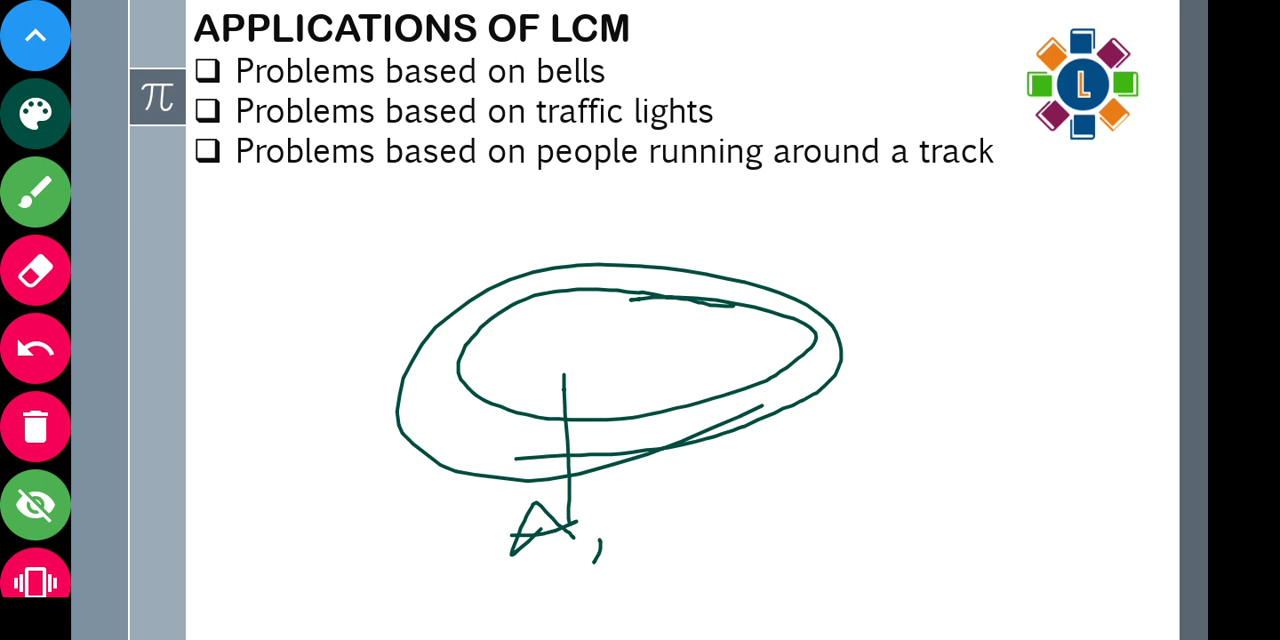 APPLICATIONS OF LCM
❑ Problems based on bells
❑ Problems based on traffic lights
❑ Problems based on people running around a track
π
L
A,